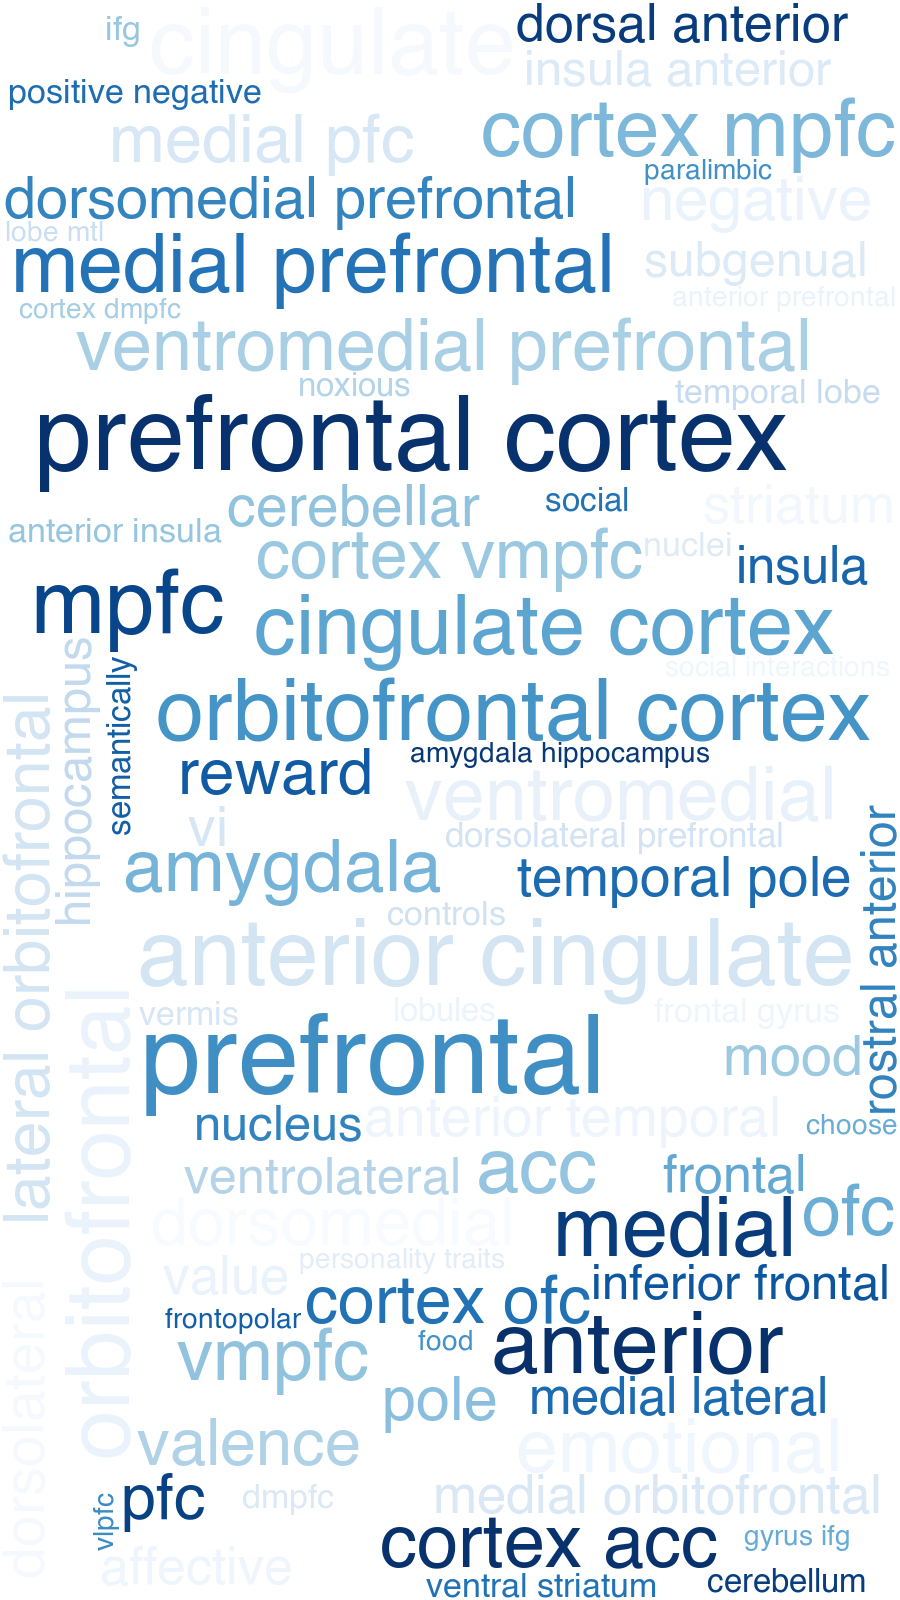 ifg
cingulate
dorsal anterior
insula anterior
positive negative
medial pfc
cortex mpfc
paralimbic
dorsomedial prefrontal
negative
lobe mtl
medial prefrontal
subgenual
anterior prefrontal
cortex dmpfc
ventromedial prefrontal
noxious
temporal lobe
prefrontal cortex
cerebellar
social
striatum
anterior insula
cortex vmpfc
nuclei
insula
mpfc
cingulate cortex
hippocampus
semantically
social interactions
lateral orbitofrontal
orbitofrontal cortex
reward
amygdala hippocampus
ventromedial
vi
dorsolateral prefrontal
amygdala
temporal pole
rostral anterior
controls
anterior cingulate
orbitofrontal
vermis
lobules
frontal gyrus
prefrontal
mood
nucleus
anterior temporal
choose
ventrolateral
acc
frontal
dorsomedial
medial
ofc
personality traits
value
cortex ofc
inferior frontal
dorsolateral
frontopolar
vmpfc
food
anterior
pole
medial lateral
valence
emotional
pfc
dmpfc
medial orbitofrontal
vlpfc
cortex acc
gyrus ifg
affective
ventral striatum
cerebellum